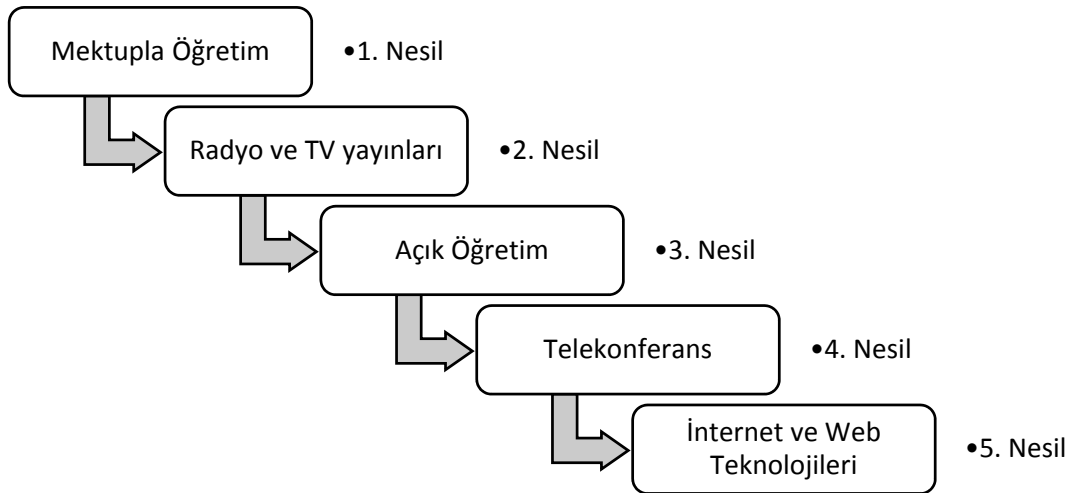 Mektupla Öğretim •1. Nesil
Radyo ve TV yayınları •2. Nesil
Açık Öğretim •3. Nesil
Telekonferans •4. Nesil
İnternet ve Web
Teknolojileri •5. Nesil